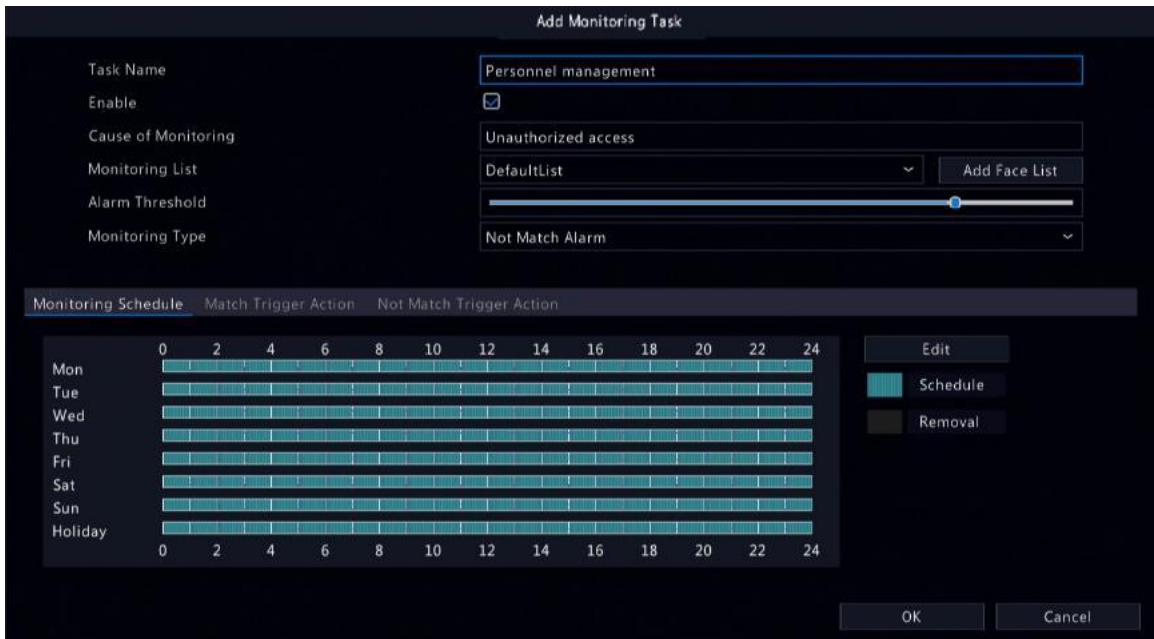 Add Monitoring Task
Task Name Personnel management
Enable
Cause of Monitoring Unauthorized access
Monitoring List DefaultList Add Face List
Alarm Threshold
Monitoring Type Not Match Alarm
Monitoring Schedule Match Trigger Action Not Match Trigger Action
0 2 4 6 8 10 12 14 16 18 20 22 24 Edit
Mon
Tue Schedule
Wed
Thu Removal
Fri
Sat
Sun
Holiday
0 2 4 6 8 10 12 14 16 18 20 22 24
OK Cancel